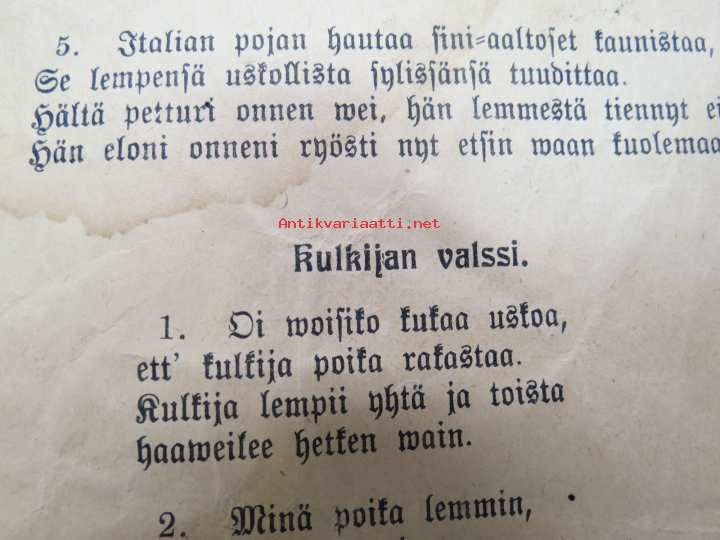 5. Italian pojan hautaa sini=aaltoset kaunistaa,
Se lempensä uskollista sylissänsä tuudittaa.
Hältä petturi onnen wei, hän lemmestä tiennyt ei
Hän eloni onneni ryösti nyt etsin waan kuolemaa
Antikvariaatti.net
Kulkijan valssi.
1. Oi woisiko kukaa uskoa,
ett' kulkija poika rakastaa.
Kulkija lempii yhtä ja toista
haaweilee hetken wain.
2. Minä poika lemmin,